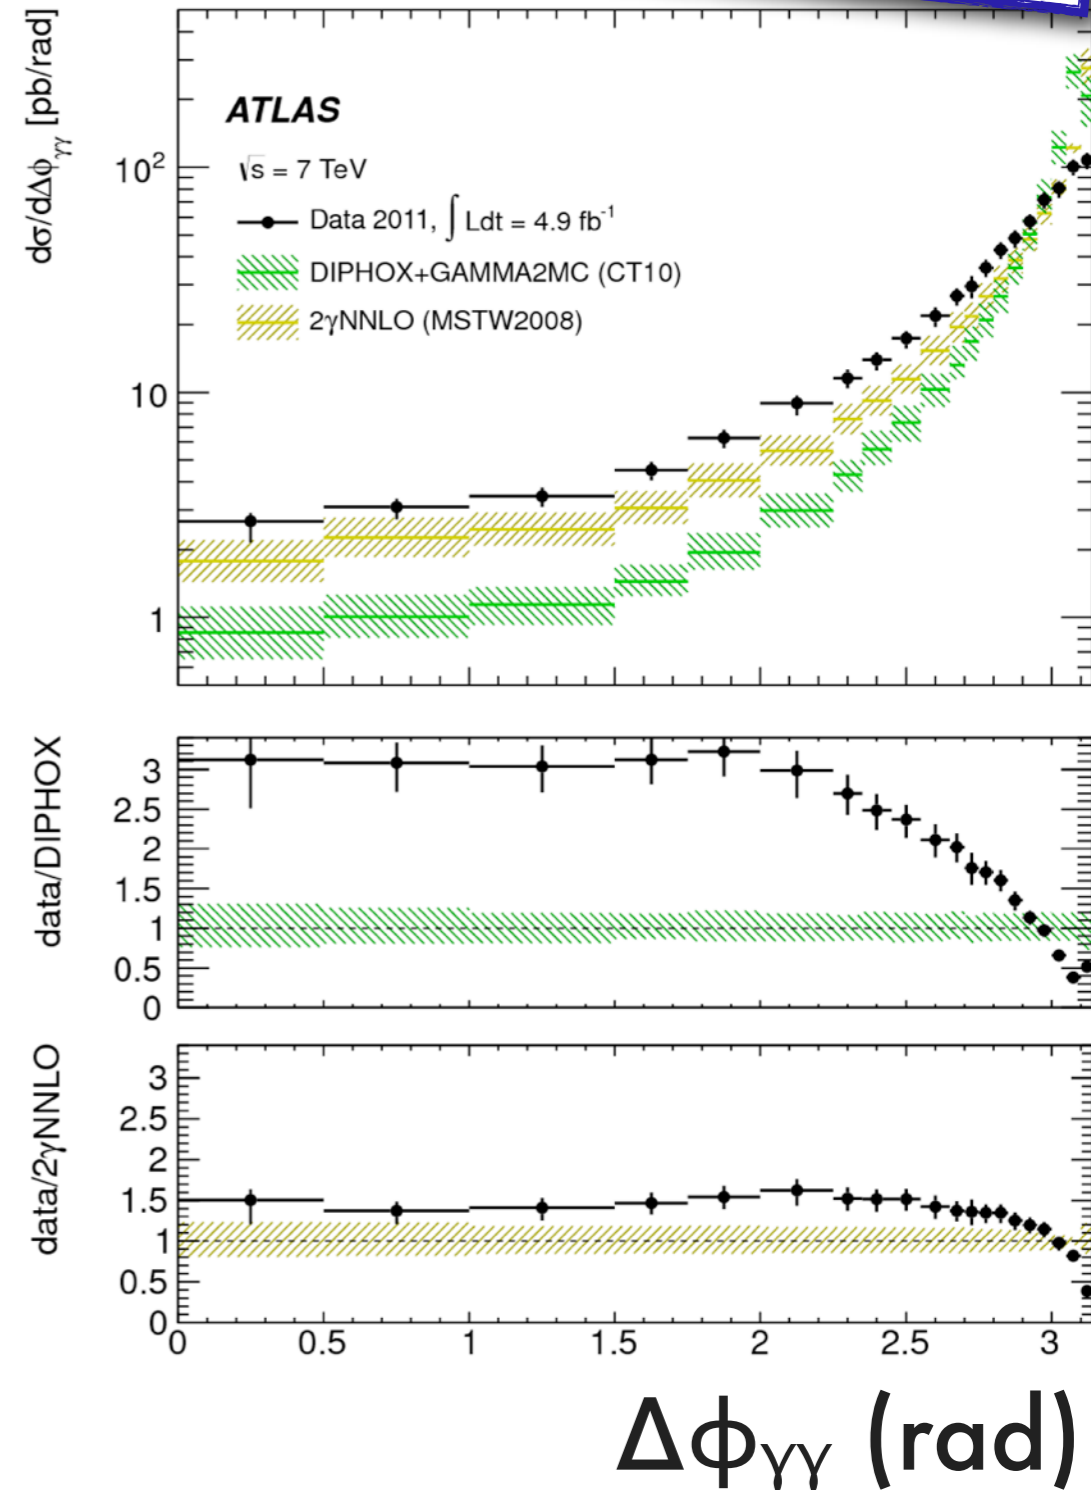 dσ/dΔϕγγ [pb/rad]
ATLAS
√s = 7 TeV
Data 2011, ∫ Ldt = 4.9 fb⁻¹
DIPHOX+GAMMA2MC (CT10)
2γNNLO (MSTW2008)
10²
10
1
data/DIPHOX
3
2.5
2
1.5
1
0.5
0
data/2γNNLO
3
2.5
2
1.5
1
0.5
0
0 0.5 1 1.5 2 2.5 3
Δϕγγ (rad)